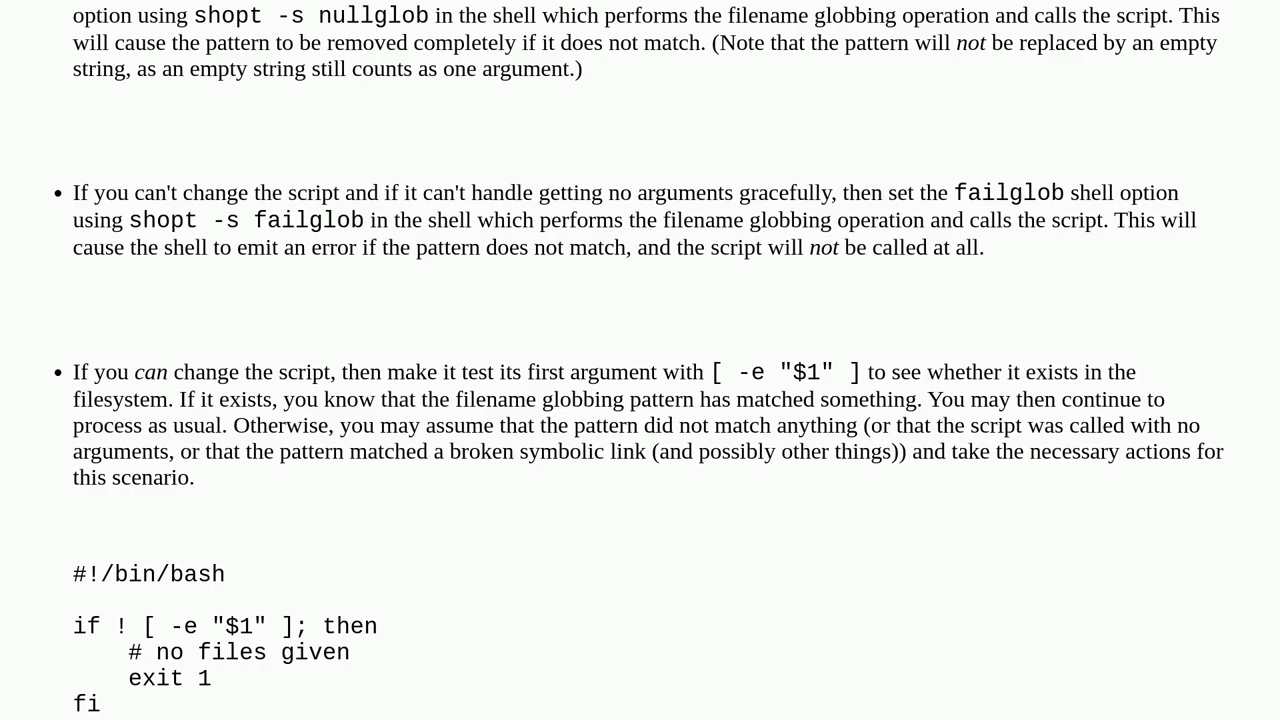 option using shopt -s nullglob in the shell which performs the filename globbing operation and calls the script. This
will cause the pattern to be removed completely if it does not match. (Note that the pattern will not be replaced by an empty
string, as an empty string still counts as one argument.)
• If you can't change the script and if it can't handle getting no arguments gracefully, then set the failglob shell option
using shopt -s failglob in the shell which performs the filename globbing operation and calls the script. This will
cause the shell to emit an error if the pattern does not match, and the script will not be called at all.
• If you can change the script, then make it test its first argument with [ -e "$1" ] to see whether it exists in the
filesystem. If it exists, you know that the filename globbing pattern has matched something. You may then continue to
process as usual. Otherwise, you may assume that the pattern did not match anything (or that the script was called with no
arguments, or that the pattern matched a broken symbolic link (and possibly other things)) and take the necessary actions for
this scenario.
#!/bin/bash
if ! [ -e "$1" ]; then
    # no files given
    exit 1
fi